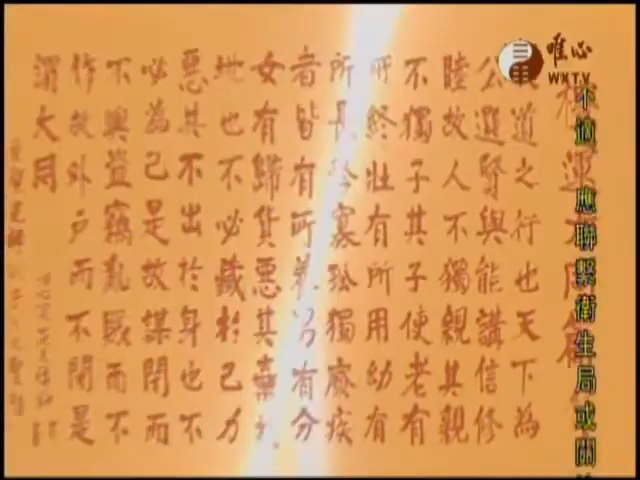 唯心
WXTV
不適 應聯繫衛生局或關
運大同篇
道之行也天下為
公選賢與能講信修
睦故人不獨親其親
不獨子其子使老有
所終壯有所用幼有
所長矜寡孤獨廢疾
者皆有所養男有分
女有歸貨惡其棄於
地也不必藏於己力
惡其不出於身也不
必為己是故謀閉而
不興盜竊亂賊而不
作故外戶而不閉是
謂大同